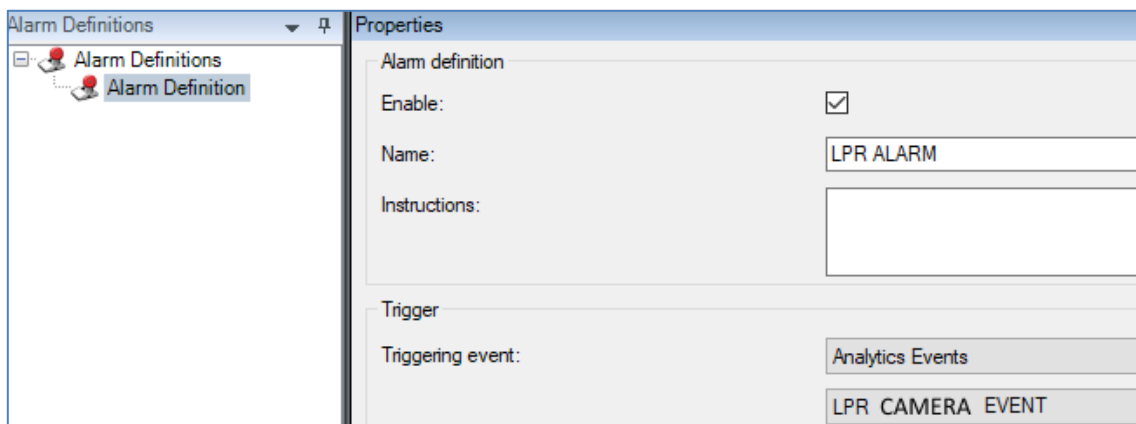 Alarm Definitions
Alarm Definitions
Alarm Definition
Properties
Alarm definition
Enable:
Name:
LPR ALARM
Instructions:
Trigger
Triggering event:
Analytics Events
LPR CAMERA EVENT